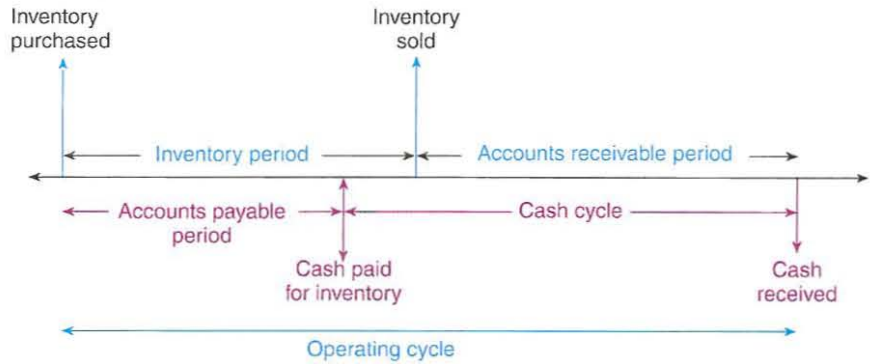 Inventory
purchased
Inventory
sold
Inventory period
Accounts receivable period
Accounts payable
period
Cash cycle
Cash paid
for inventory
Cash
received
Operating cycle